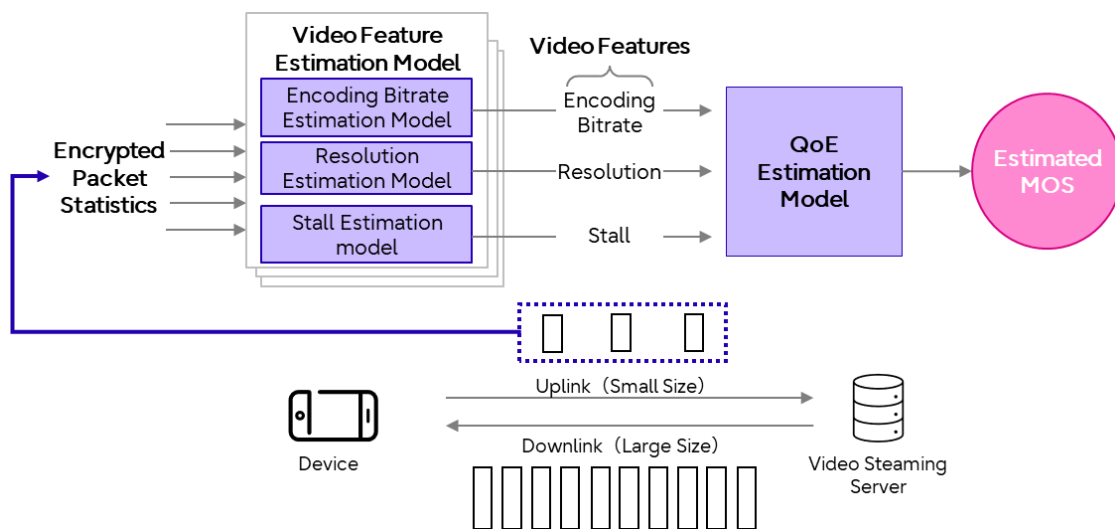 Video Feature
Estimation Model
Video Features
Encoding Bitrate
Estimation Model
Encoding
Bitrate
Encrypted
Packet
Statistics
Resolution
Estimation Model
Resolution
QoE
Estimation
Model
Estimated
MOS
Stall Estimation
model
Stall
Uplink（Small Size）
Downlink（Large Size）
Device
Video Steaming
Server